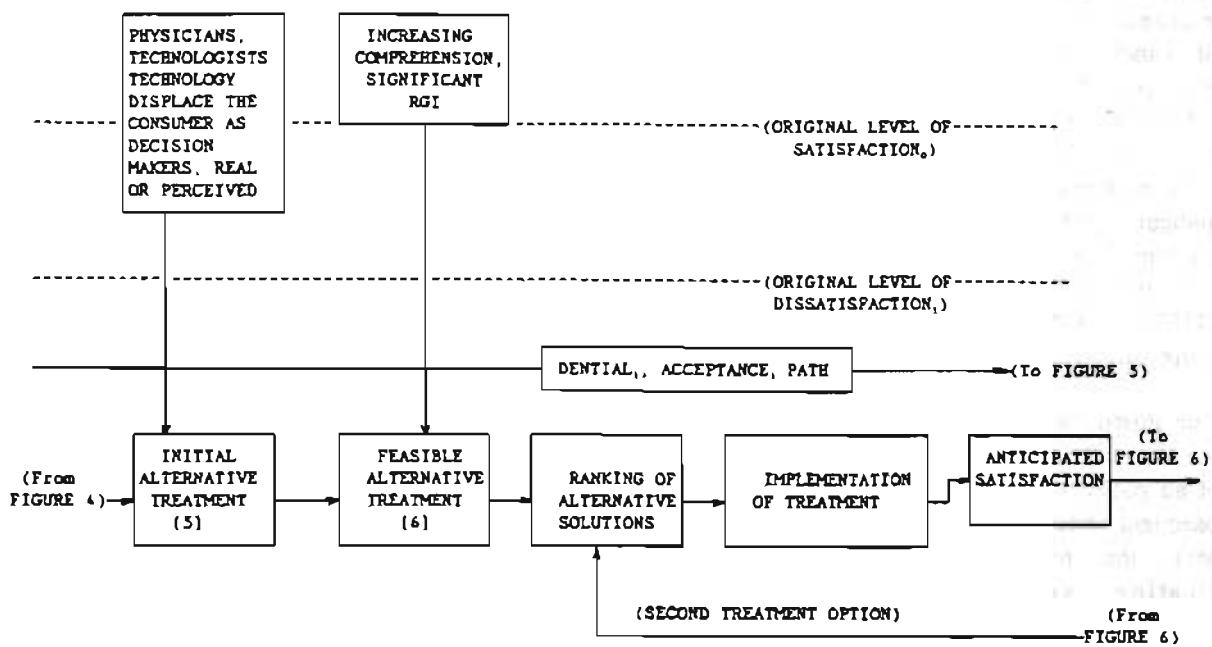 PHYSICIANS,
TECHNOLOGISTS
TECHNOLOGY
DISPLACE THE
CONSUMER AS
DECISION
MAKERS, REAL
OR PERCEIVED
INCREASING
COMPREHENSION,
SIGNIFICANT
RGI
(ORIGINAL LEVEL OF
SATISFACTION₀)
(ORIGINAL LEVEL OF
DISSATISFACTION₁)
DENTIAL₁, ACCEPTANCE, PATH
(To FIGURE 5)
(From
FIGURE 4)
INITIAL
ALTERNATIVE
TREATMENT
(5)
FEASIBLE
ALTERNATIVE
TREATMENT
(6)
RANKING OF
ALTERNATIVE
SOLUTIONS
IMPLEMENTATION
OF TREATMENT
ANTICIPATED
SATISFACTION
(To
FIGURE 6)
(SECOND TREATMENT OPTION)
(From
FIGURE 6)